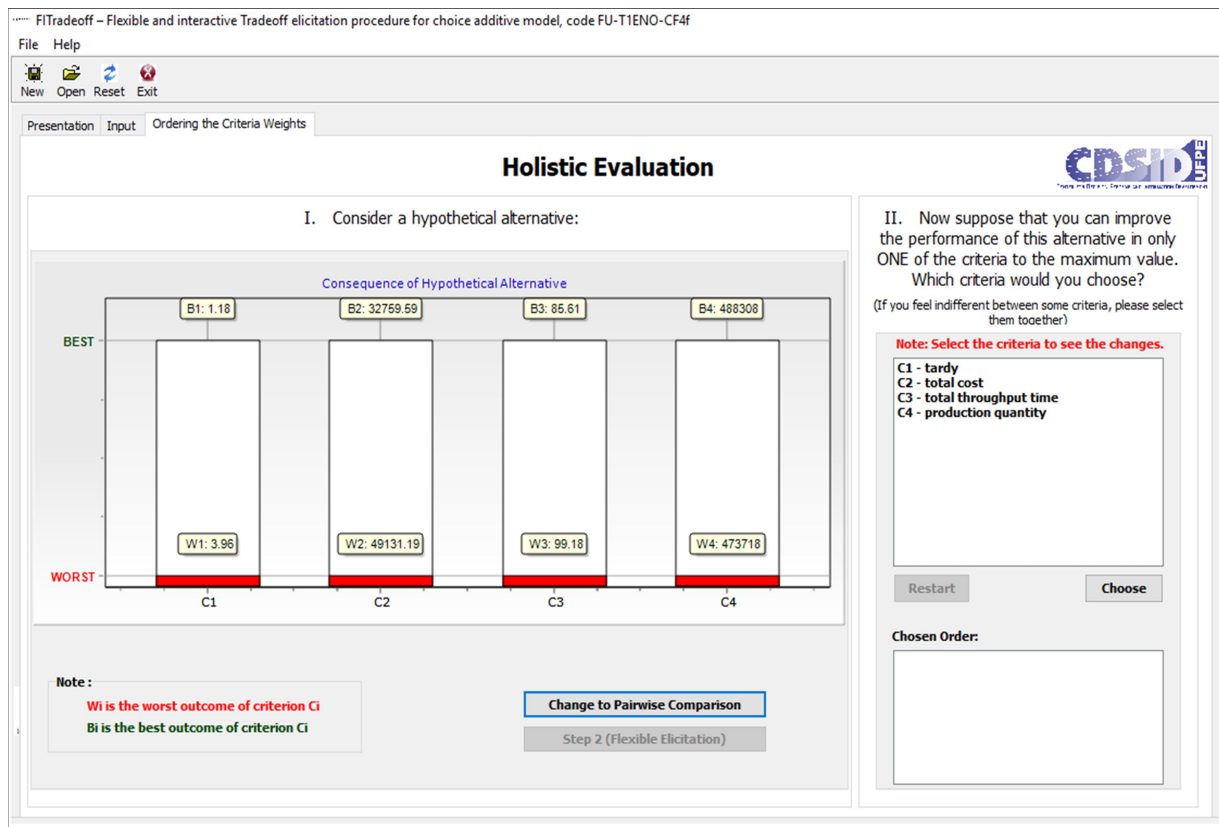 FITradeoff – Flexible and interactive Tradeoff elicitation procedure for choice additive model, code FU-T1ENO-CF4f
File Help
New Open Reset Exit
Presentation Input Ordering the Criteria Weights
Holistic Evaluation
CDSID UFPE
I. Consider a hypothetical alternative:
Consequence of Hypothetical Alternative
B1: 1.18 B2: 32759.59 B3: 85.61 B4: 488308
BEST
W1: 3.96 W2: 49131.19 W3: 99.18 W4: 473718
WORST
C1 C2 C3 C4
Note :
Wi is the worst outcome of criterion Ci
Bi is the best outcome of criterion Ci
Change to Pairwise Comparison
Step 2 (Flexible Elicitation)
II. Now suppose that you can improve
the performance of this alternative in only
ONE of the criteria to the maximum value.
Which criteria would you choose?
(If you feel indifferent between some criteria, please select
them together)
Note: Select the criteria to see the changes.
C1 - tardy
C2 - total cost
C3 - total throughput time
C4 - production quantity
Restart Choose
Chosen Order: